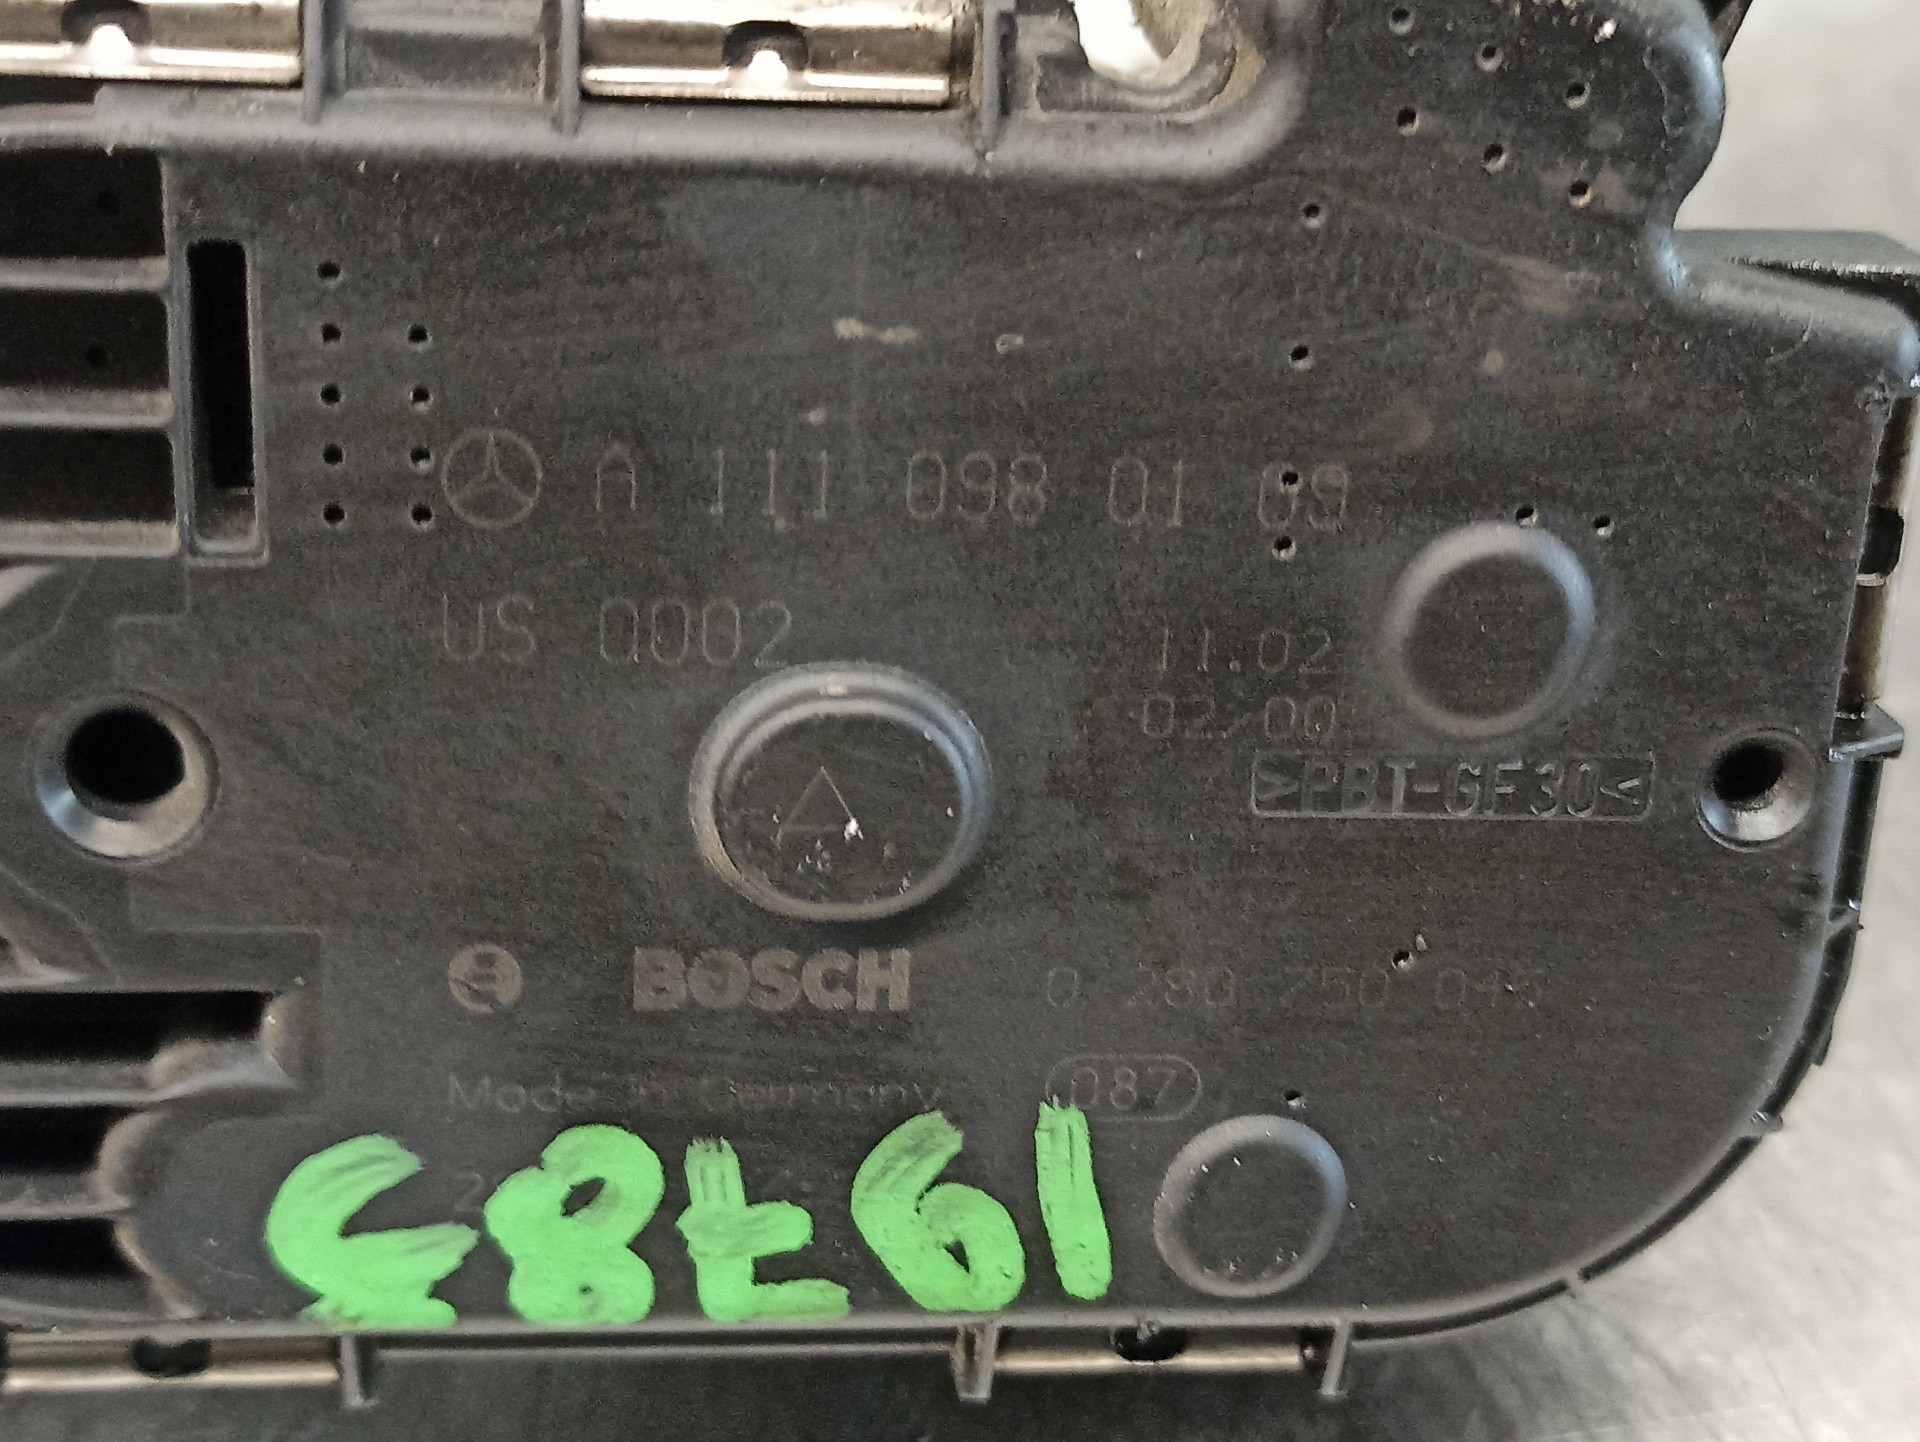 A 111 098 01 09
US 0002
11.02
02/00
>PBT-GF30<
BOSCH 0 280 750
Made in Germany 087
19783